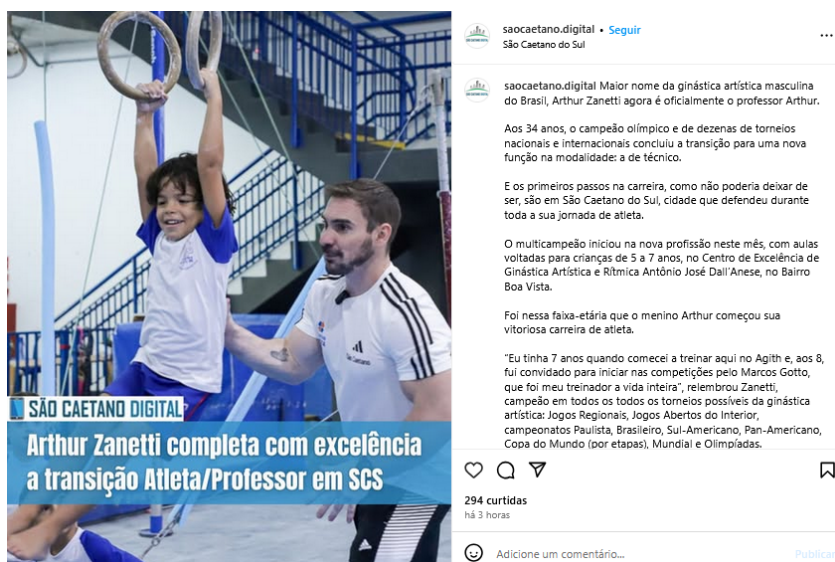 saocaetano.digital • Seguir
São Caetano do Sul
saocaetano.digital Maior nome da ginástica artística masculina
do Brasil, Arthur Zanetti agora é oficialmente o professor Arthur.
Aos 34 anos, o campeão olímpico e de dezenas de torneios
nacionais e internacionais concluiu a transição para uma nova
função na modalidade: a de técnico.
E os primeiros passos na carreira, como não poderia deixar de
ser, são em São Caetano do Sul, cidade que defendeu durante
toda a sua jornada de atleta.
O multicampeão iniciou na nova profissão neste mês, com aulas
voltadas para crianças de 5 a 7 anos, no Centro de Excelência de
Ginástica Artística e Rítmica Antônio José Dall'Anese, no Bairro
Boa Vista.
Foi nessa faixa-etária que o menino Arthur começou sua
vitoriosa carreira de atleta.
"Eu tinha 7 anos quando comecei a treinar aqui no Agith e, aos 8,
fui convidado para iniciar nas competições pelo Marcos Gotto,
que foi meu treinador a vida inteira", relembrou Zanetti,
campeão em todos os todos os torneios possíveis da ginástica
artística: Jogos Regionais, Jogos Abertos do Interior,
campeonatos Paulista, Brasileiro, Sul-Americano, Pan-Americano,
Copa do Mundo (por etapas), Mundial e Olimpíadas.
SÃO CAETANO DIGITAL
Arthur Zanetti completa com excelência
a transição Atleta/Professor em SCS
294 curtidas
há 3 horas
Adicione um comentário...
Publicar